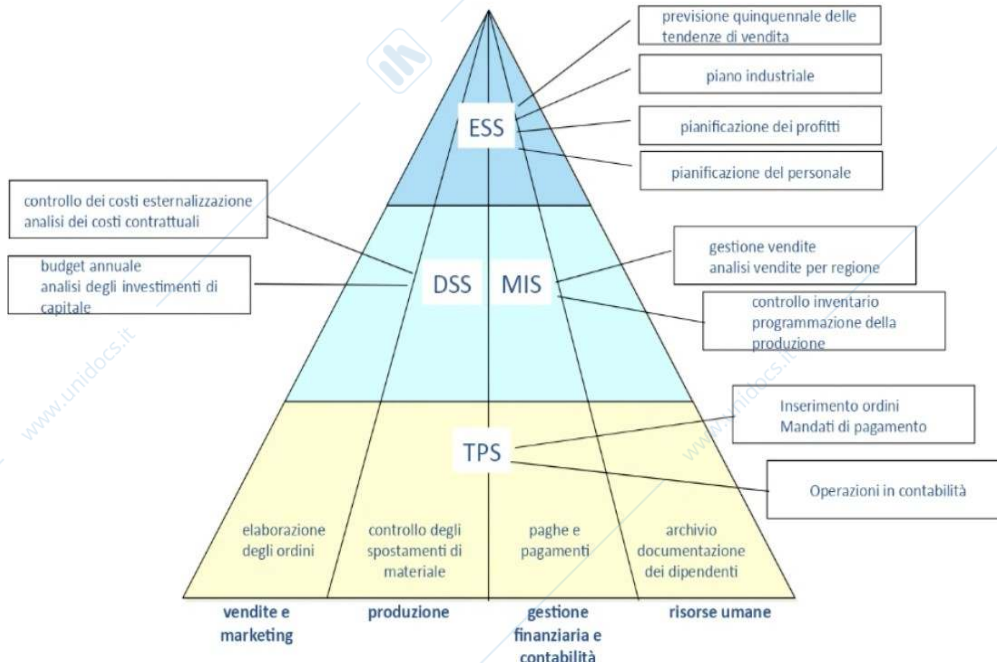 previsione quinquennale delle
tendenze di vendita
piano industriale
ESS
pianificazione dei profitti
pianificazione del personale
controllo dei costi esternalizzazione
analisi dei costi contrattuali
gestione vendite
analisi vendite per regione
budget annuale
analisi degli investimenti di
capitale
DSS
MIS
controllo inventario
programmazione della
produzione
www.unidocs.it
Inserimento ordini
Mandati di pagamento
www.unidocs.it
TPS
Operazioni in contabilità
elaborazione
degli ordini
controllo degli
spostamenti di
materiale
paghe e
pagamenti
archivio
documentazione
dei dipendenti
vendite e
marketing
produzione
gestione
finanziaria e
contabilità
risorse umane